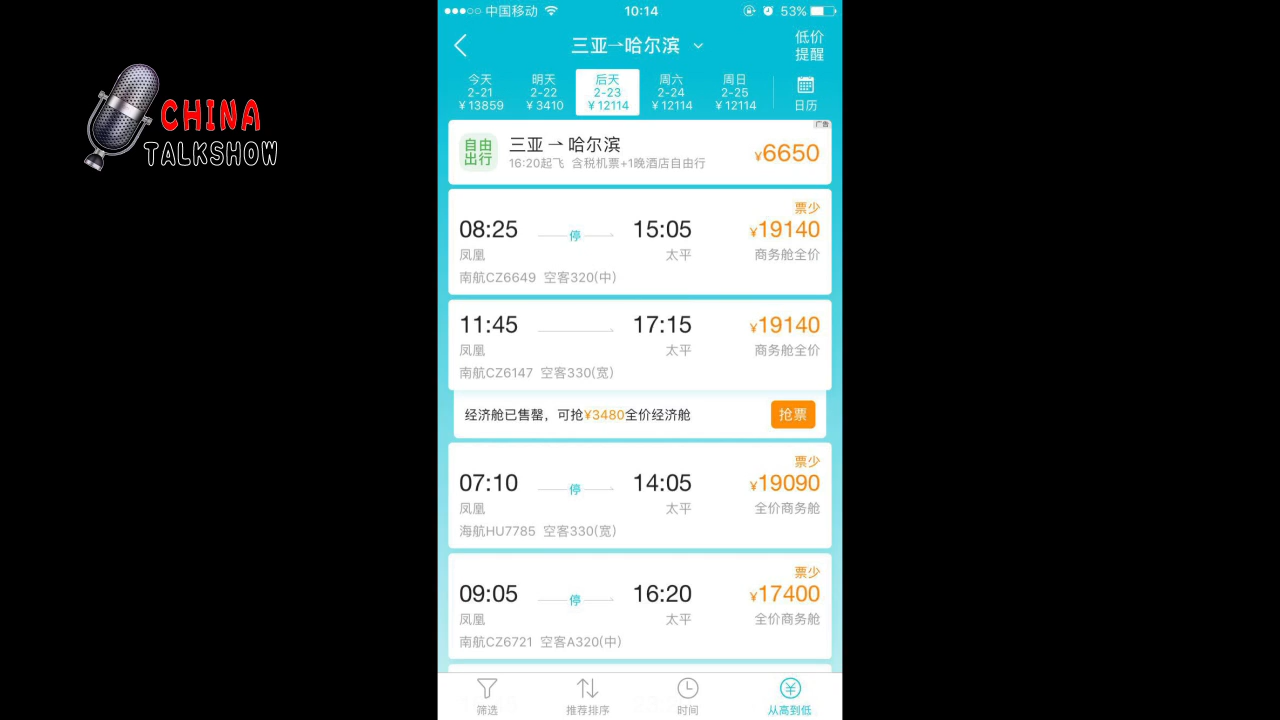 中国移动
10:14
53%
CHINA
TALKSHOW
三亚⇀哈尔滨
低价
提醒
今天
2-21
¥13859
明天
2-22
¥3410
后天
2-23
¥12114
周六
2-24
¥12114
周日
2-25
¥12114
日历
广告
自由
出行
三亚 ⇀ 哈尔滨
16:20起飞 含税机票+1晚酒店自由行
¥6650
票少
08:25 停 15:05 ¥19140
凤凰 太平 商务舱全价
南航CZ6649 空客320(中)
11:45 17:15 ¥19140
凤凰 太平 商务舱全价
南航CZ6147 空客330(宽)
经济舱已售罄，可抢¥3480全价经济舱 抢票
票少
07:10 停 14:05 ¥19090
凤凰 太平 全价商务舱
海航HU7785 空客330(宽)
票少
09:05 停 16:20 ¥17400
凤凰 太平 全价商务舱
南航CZ6721 空客A320(中)
筛选 推荐排序 时间 从高到低